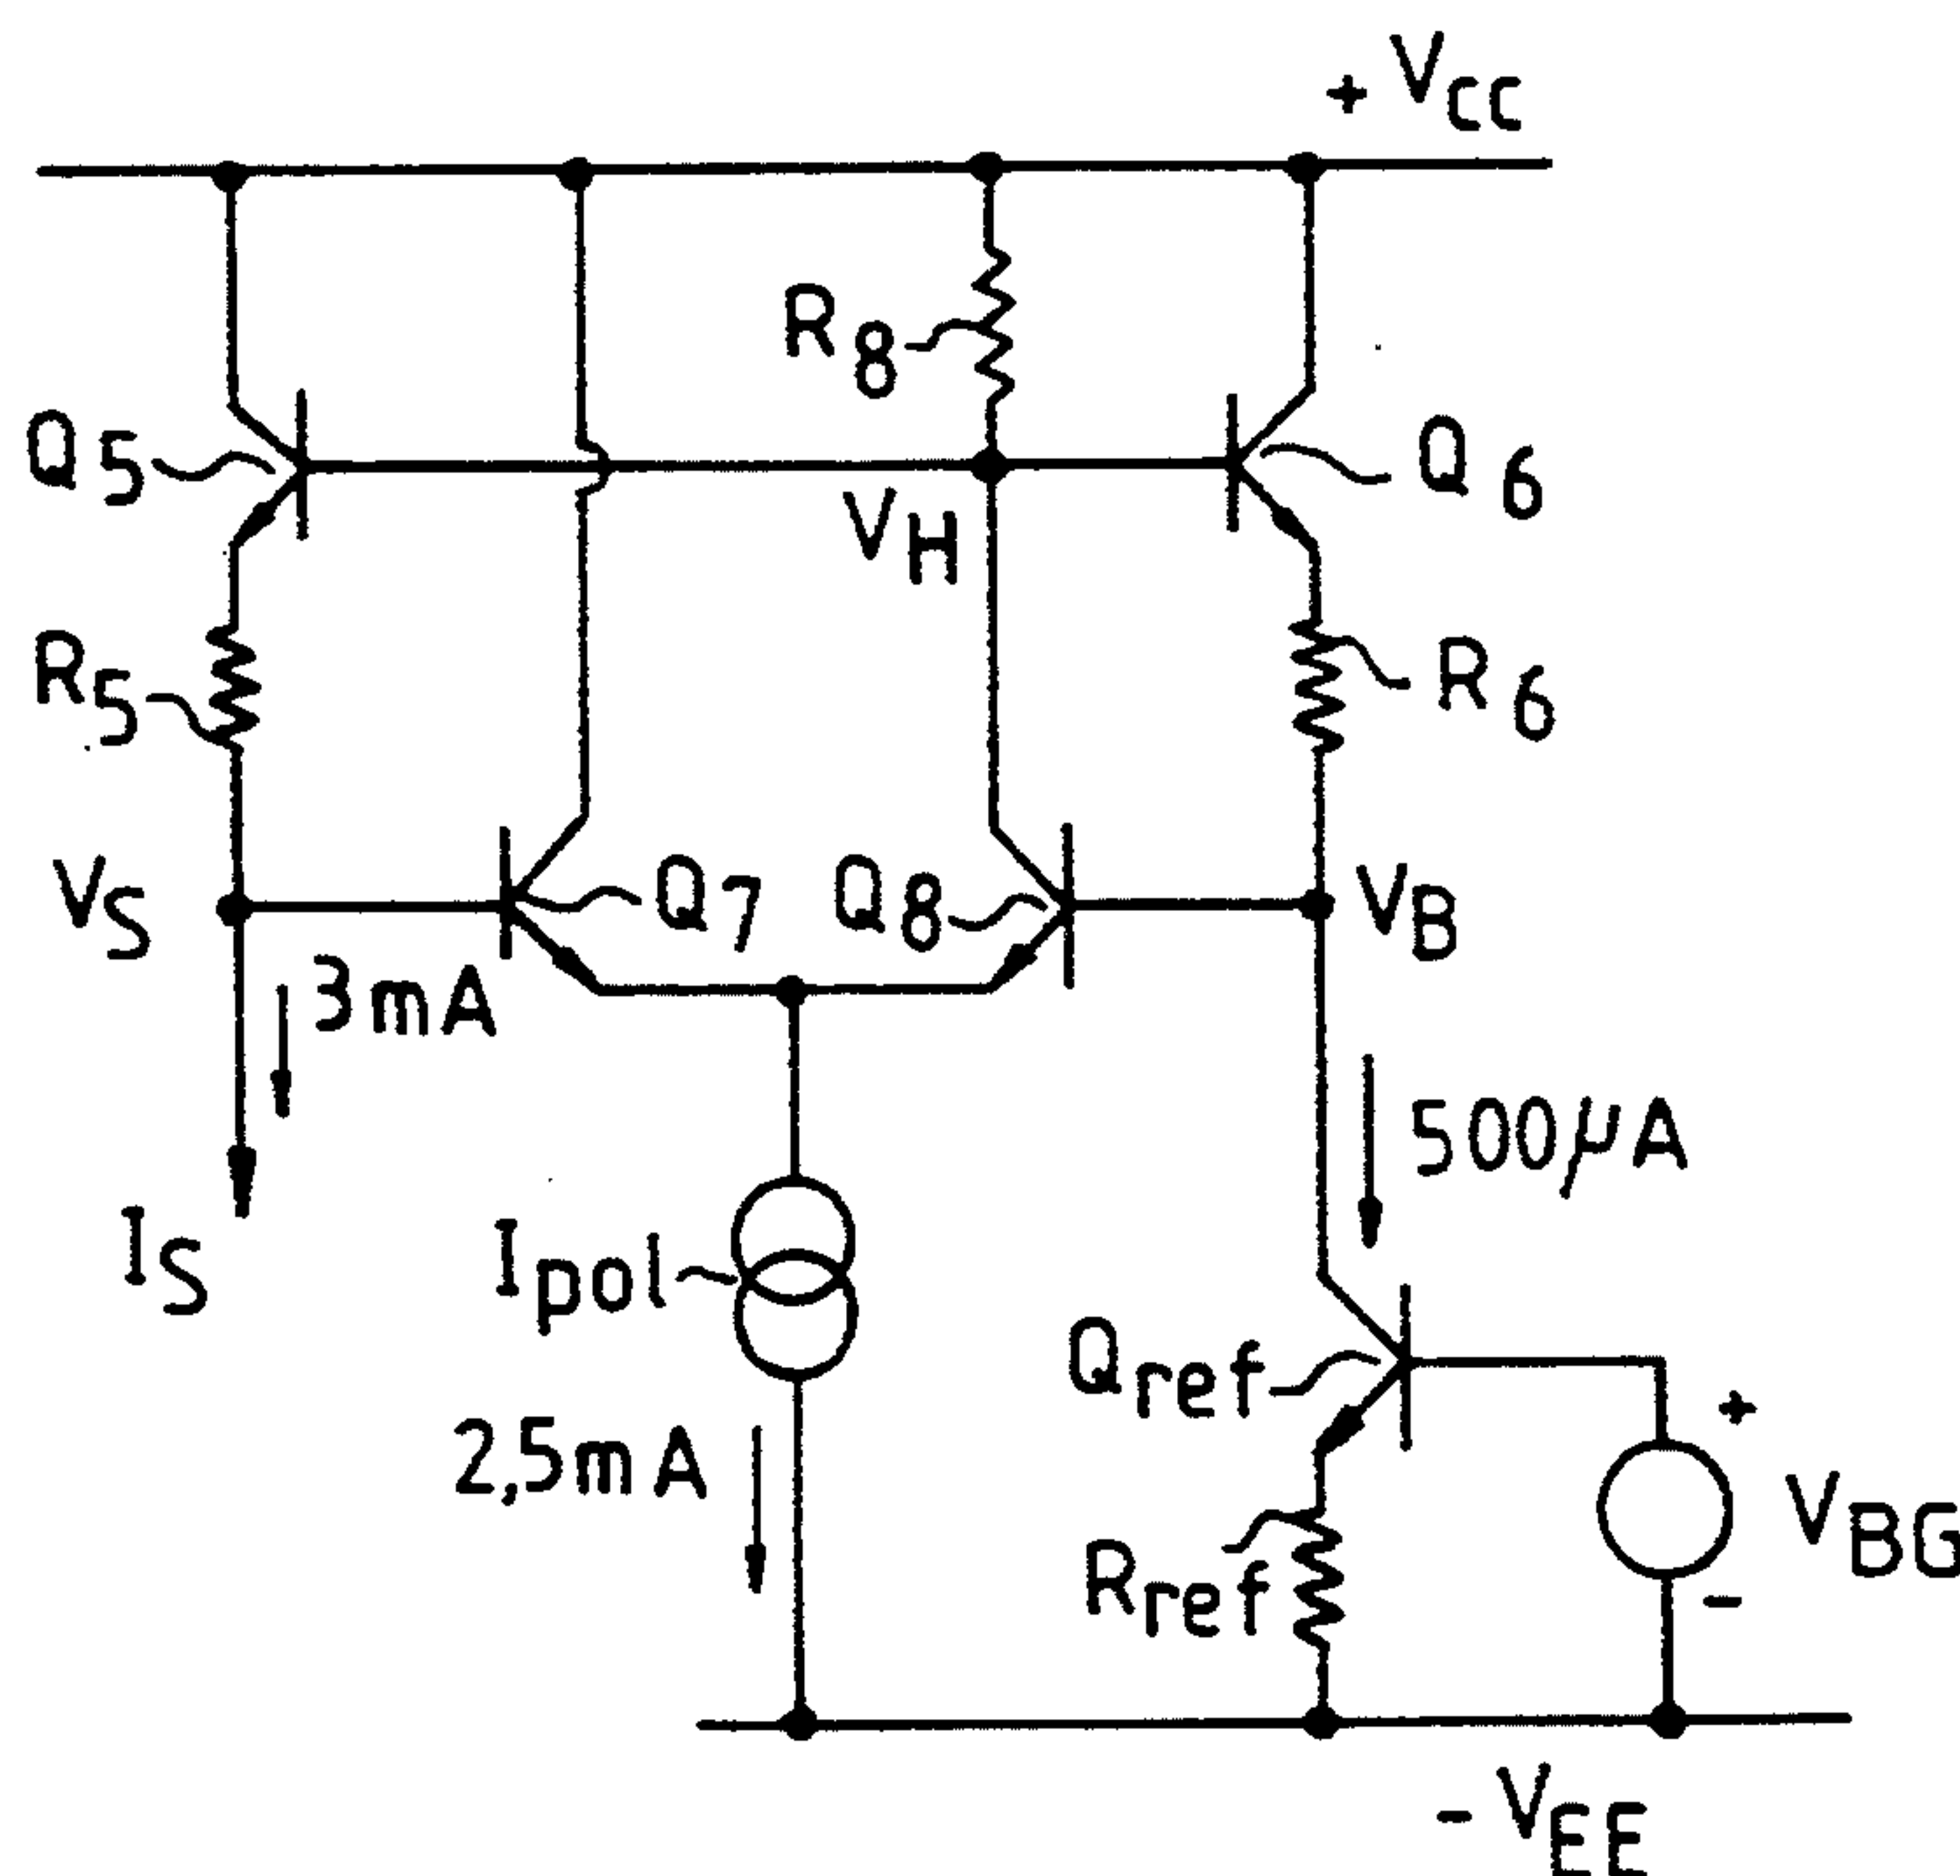 + VCC
R8
Q5
Q6
VH
R5
R6
VS
Q7
Q8
VB
3mA
500µA
IS
Ipol
Qref
+
2,5mA
VBG
Rref
-
- VEE